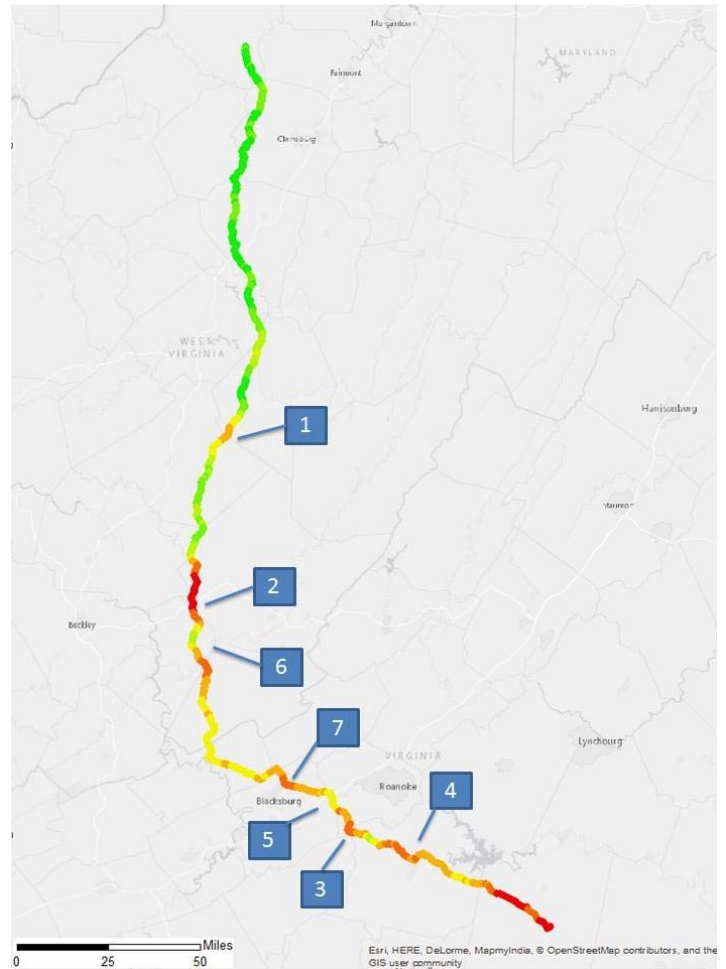 Morgantown
MARYLAND
Fairmont
Clarksburg
WEST
VIRGINIA
1
Harrisonburg
Staunton
2
Beckley
6
7
VIRGINIA
Lynchburg
Roanoke
4
Blacksburg
5
3
Miles
0 25 50
Esri, HERE, DeLorme, MapmyIndia, © OpenStreetMap contributors, and the
GIS user community